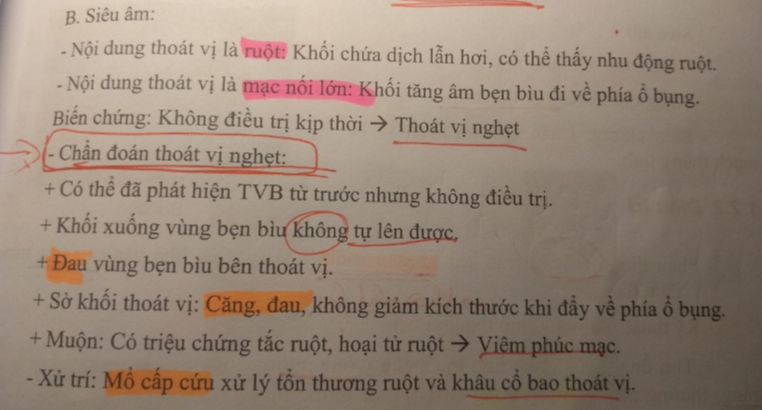 B. Siêu âm:
- Nội dung thoát vị là ruột: Khối chứa dịch lẫn hơi, có thể thấy nhu động ruột.
- Nội dung thoát vị là mạc nối lớn: Khối tăng âm bẹn bìu đi về phía ổ bụng.
Biến chứng: Không điều trị kịp thời → Thoát vị nghẹt
- Chẩn đoán thoát vị nghẹt:
+ Có thể đã phát hiện TVB từ trước nhưng không điều trị.
+ Khối xuống vùng bẹn bìu không tự lên được.
+ Đau vùng bẹn bìu bên thoát vị.
+ Sờ khối thoát vị: Căng, đau, không giảm kích thước khi đẩy về phía ổ bụng.
+ Muộn: Có triệu chứng tắc ruột, hoại tử ruột → Viêm phúc mạc.
- Xử trí: Mổ cấp cứu xử lý tổn thương ruột và khâu cổ bao thoát vị.